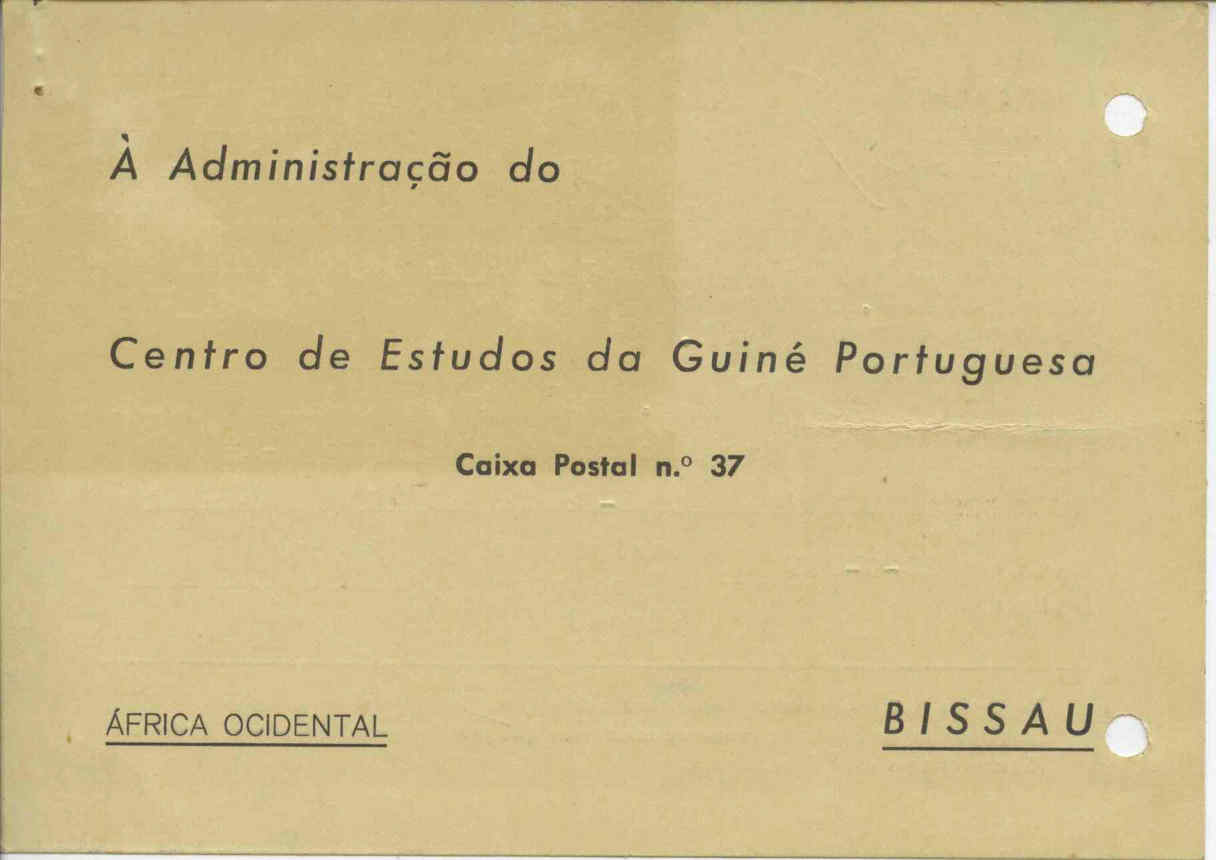 À Administração do
Centro de Estudos da Guiné Portuguesa
Caixa Postal n.º 37
ÁFRICA OCIDENTAL
BISSAU